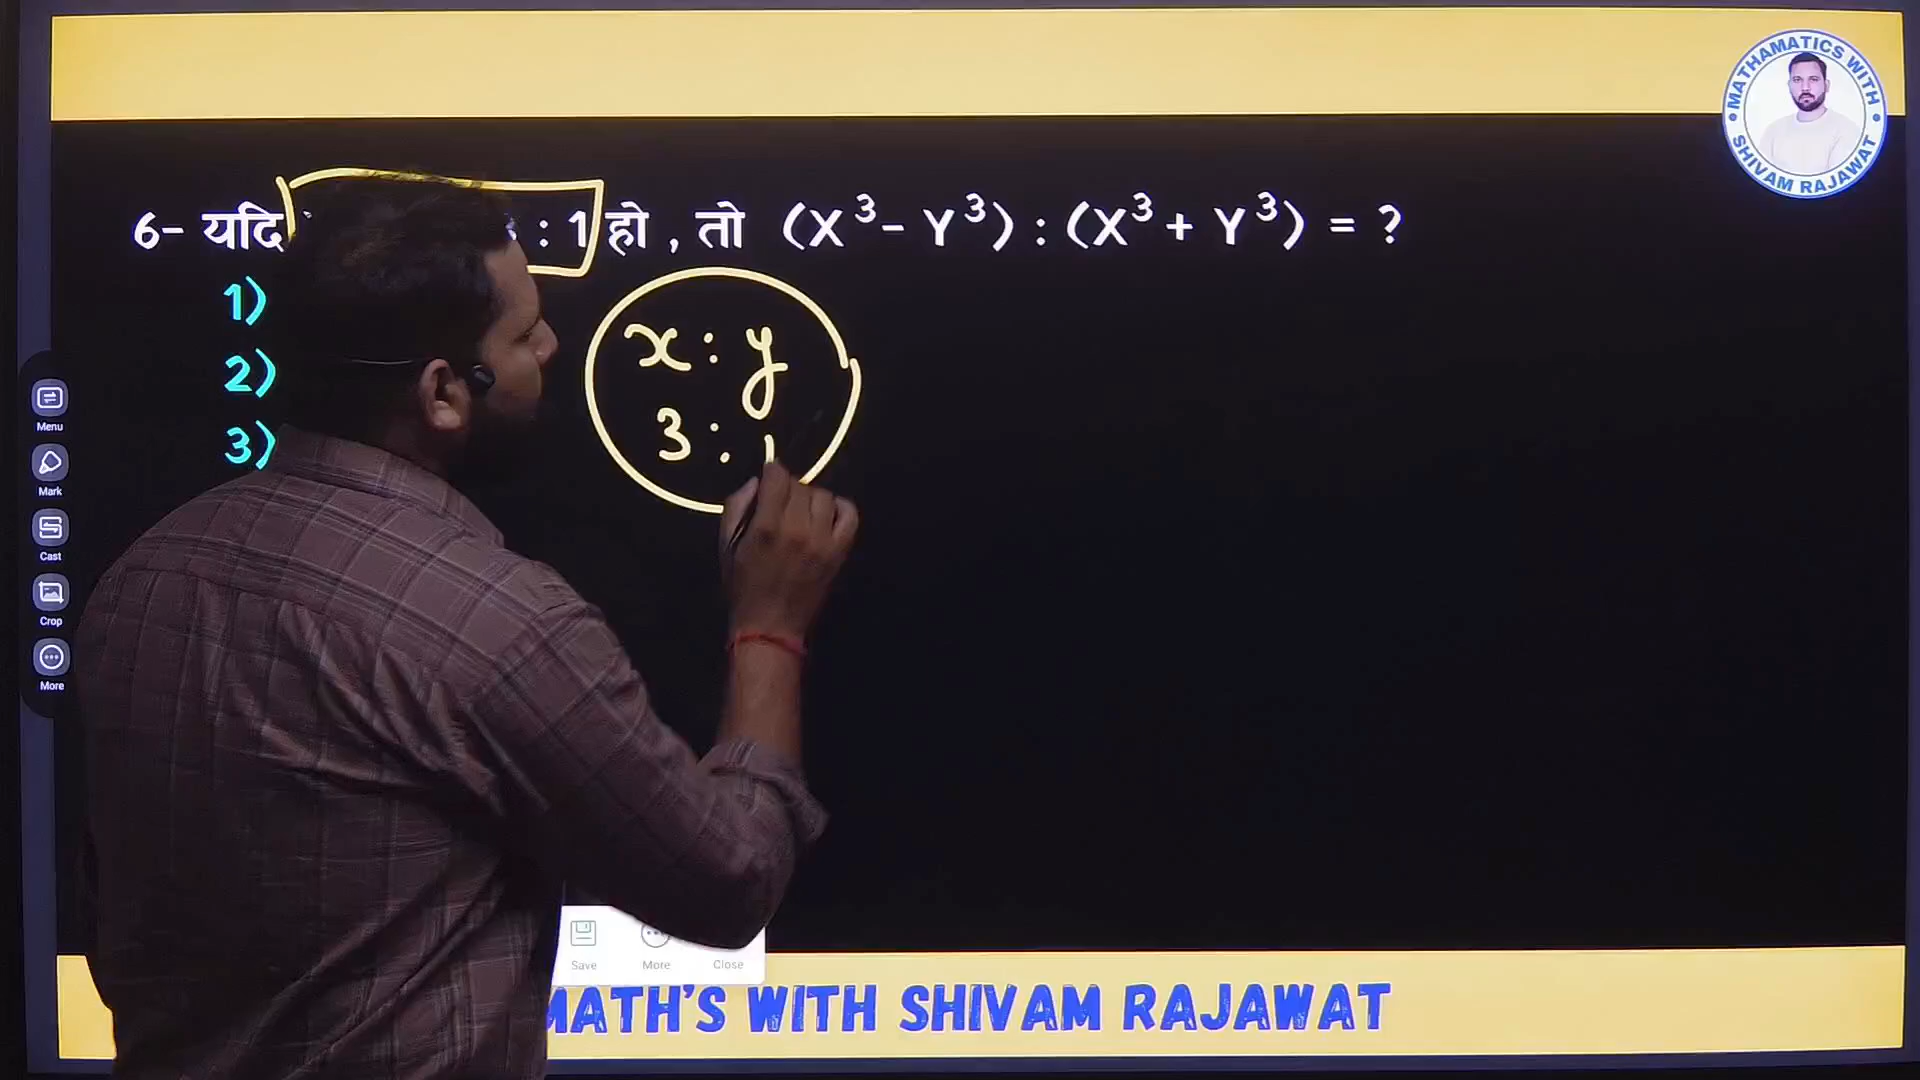 MATHAMATICS WITH
SHIVAM RAJAWAT
6- यदि : 1 हो , तो (X³- Y³) : (X³+ Y³) = ?
1)
2)
3)
x : y
3 :
Menu
Mark
Cast
Crop
More
Save More Close
MATH'S WITH SHIVAM RAJAWAT